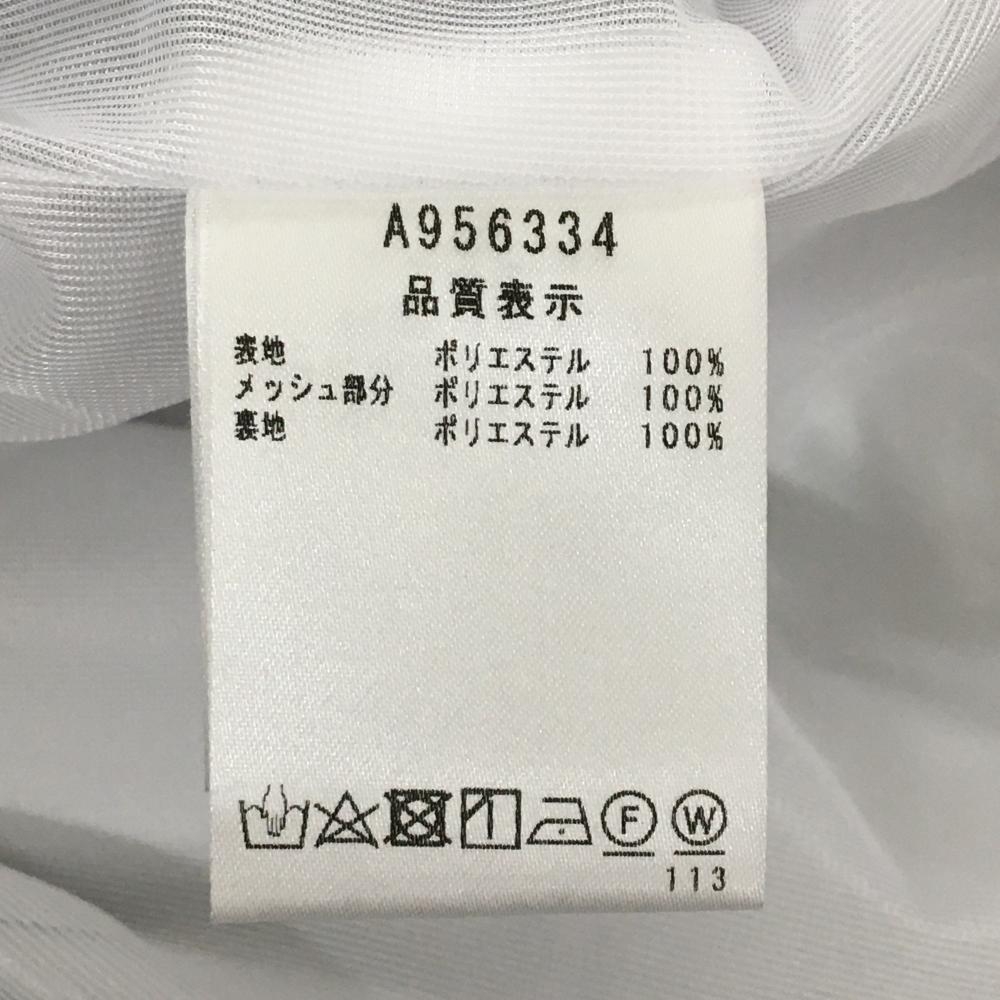 A956334
品質表示
表地 ポリエステル 100%
メッシュ部分 ポリエステル 100%
裏地 ポリエステル 100%
F W
113